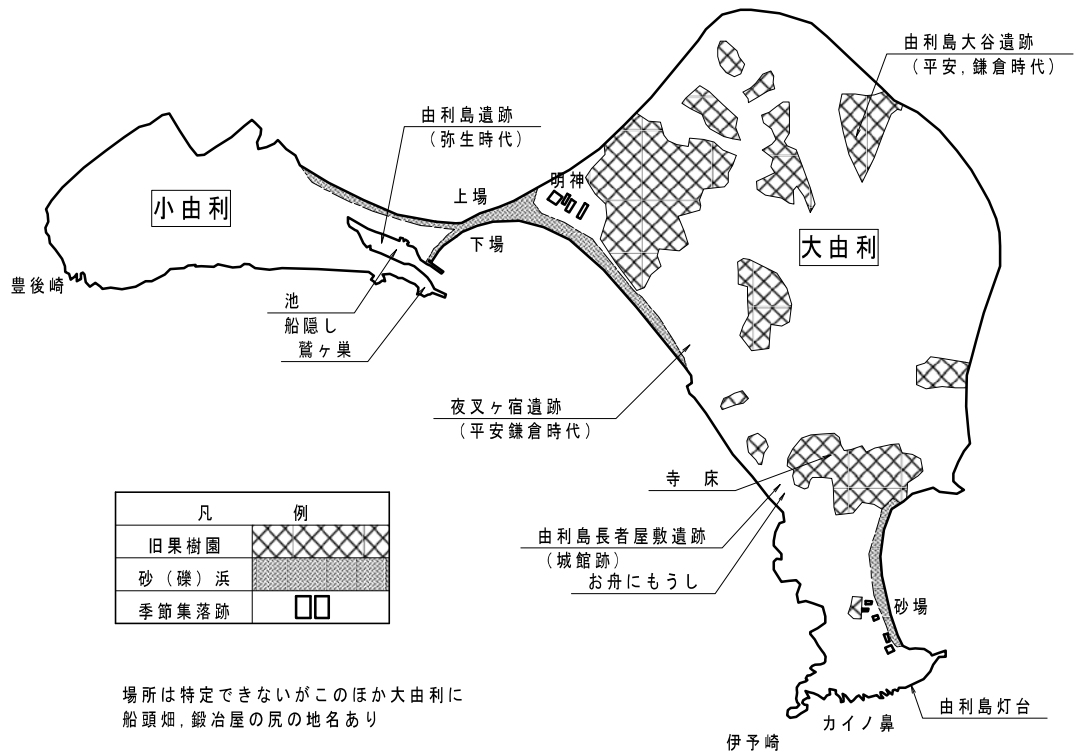 由利島大谷遺跡
（平安,鎌倉時代）
由利島遺跡
（弥生時代）
明神
上場
小由利
下場
大由利
豊後崎
池
船隠し
鷲ヶ巣
夜叉ヶ宿遺跡
（平安鎌倉時代）
寺 床
凡 例
旧果樹園
砂（礫）浜
季節集落跡
由利島長者屋敷遺跡
（城館跡）
お舟にもうし
砂場
場所は特定できないがこのほか大由利に
船頭畑,鍛冶屋の尻の地名あり
由利島灯台
カイノ鼻
伊予崎